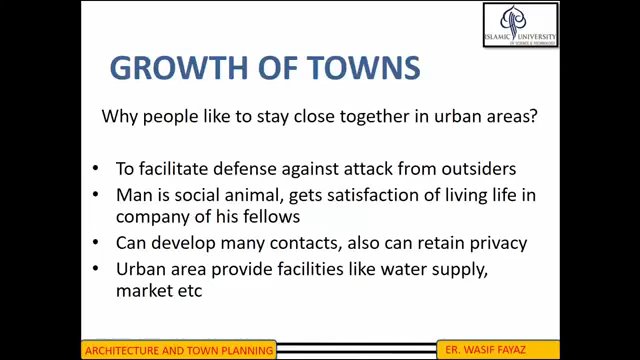 ISLAMIC UNIVERSITY
OF SCIENCE & TECHNOLOGY
GROWTH OF TOWNS
Why people like to stay close together in urban areas?
• To facilitate defense against attack from outsiders
• Man is social animal, gets satisfaction of living life in
company of his fellows
• Can develop many contacts, also can retain privacy
• Urban area provide facilities like water supply,
market etc
ARCHITECTURE AND TOWN PLANNING
ER. WASIF FAYAZ